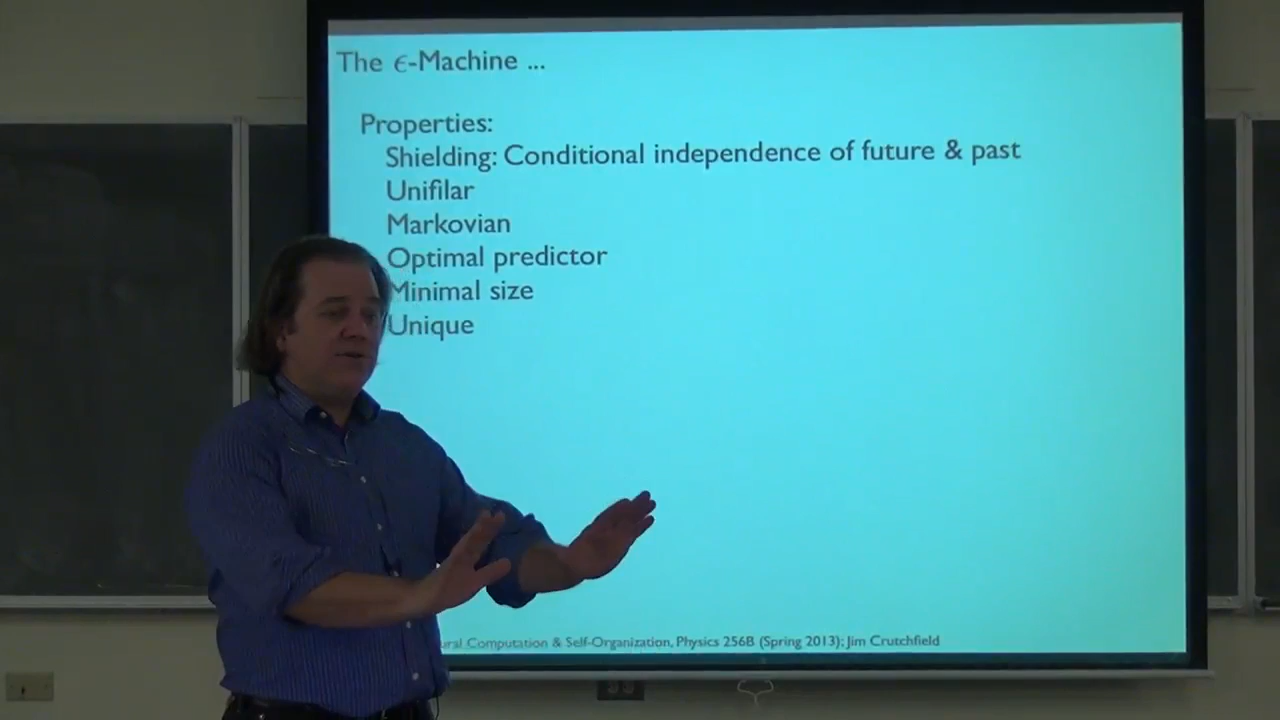 The ϵ-Machine ...
Properties:
Shielding: Conditional independence of future & past
Unifilar
Markovian
Optimal predictor
Minimal size
Unique
Computation & Self-Organization, Physics 256B (Spring 2013); Jim Crutchfield